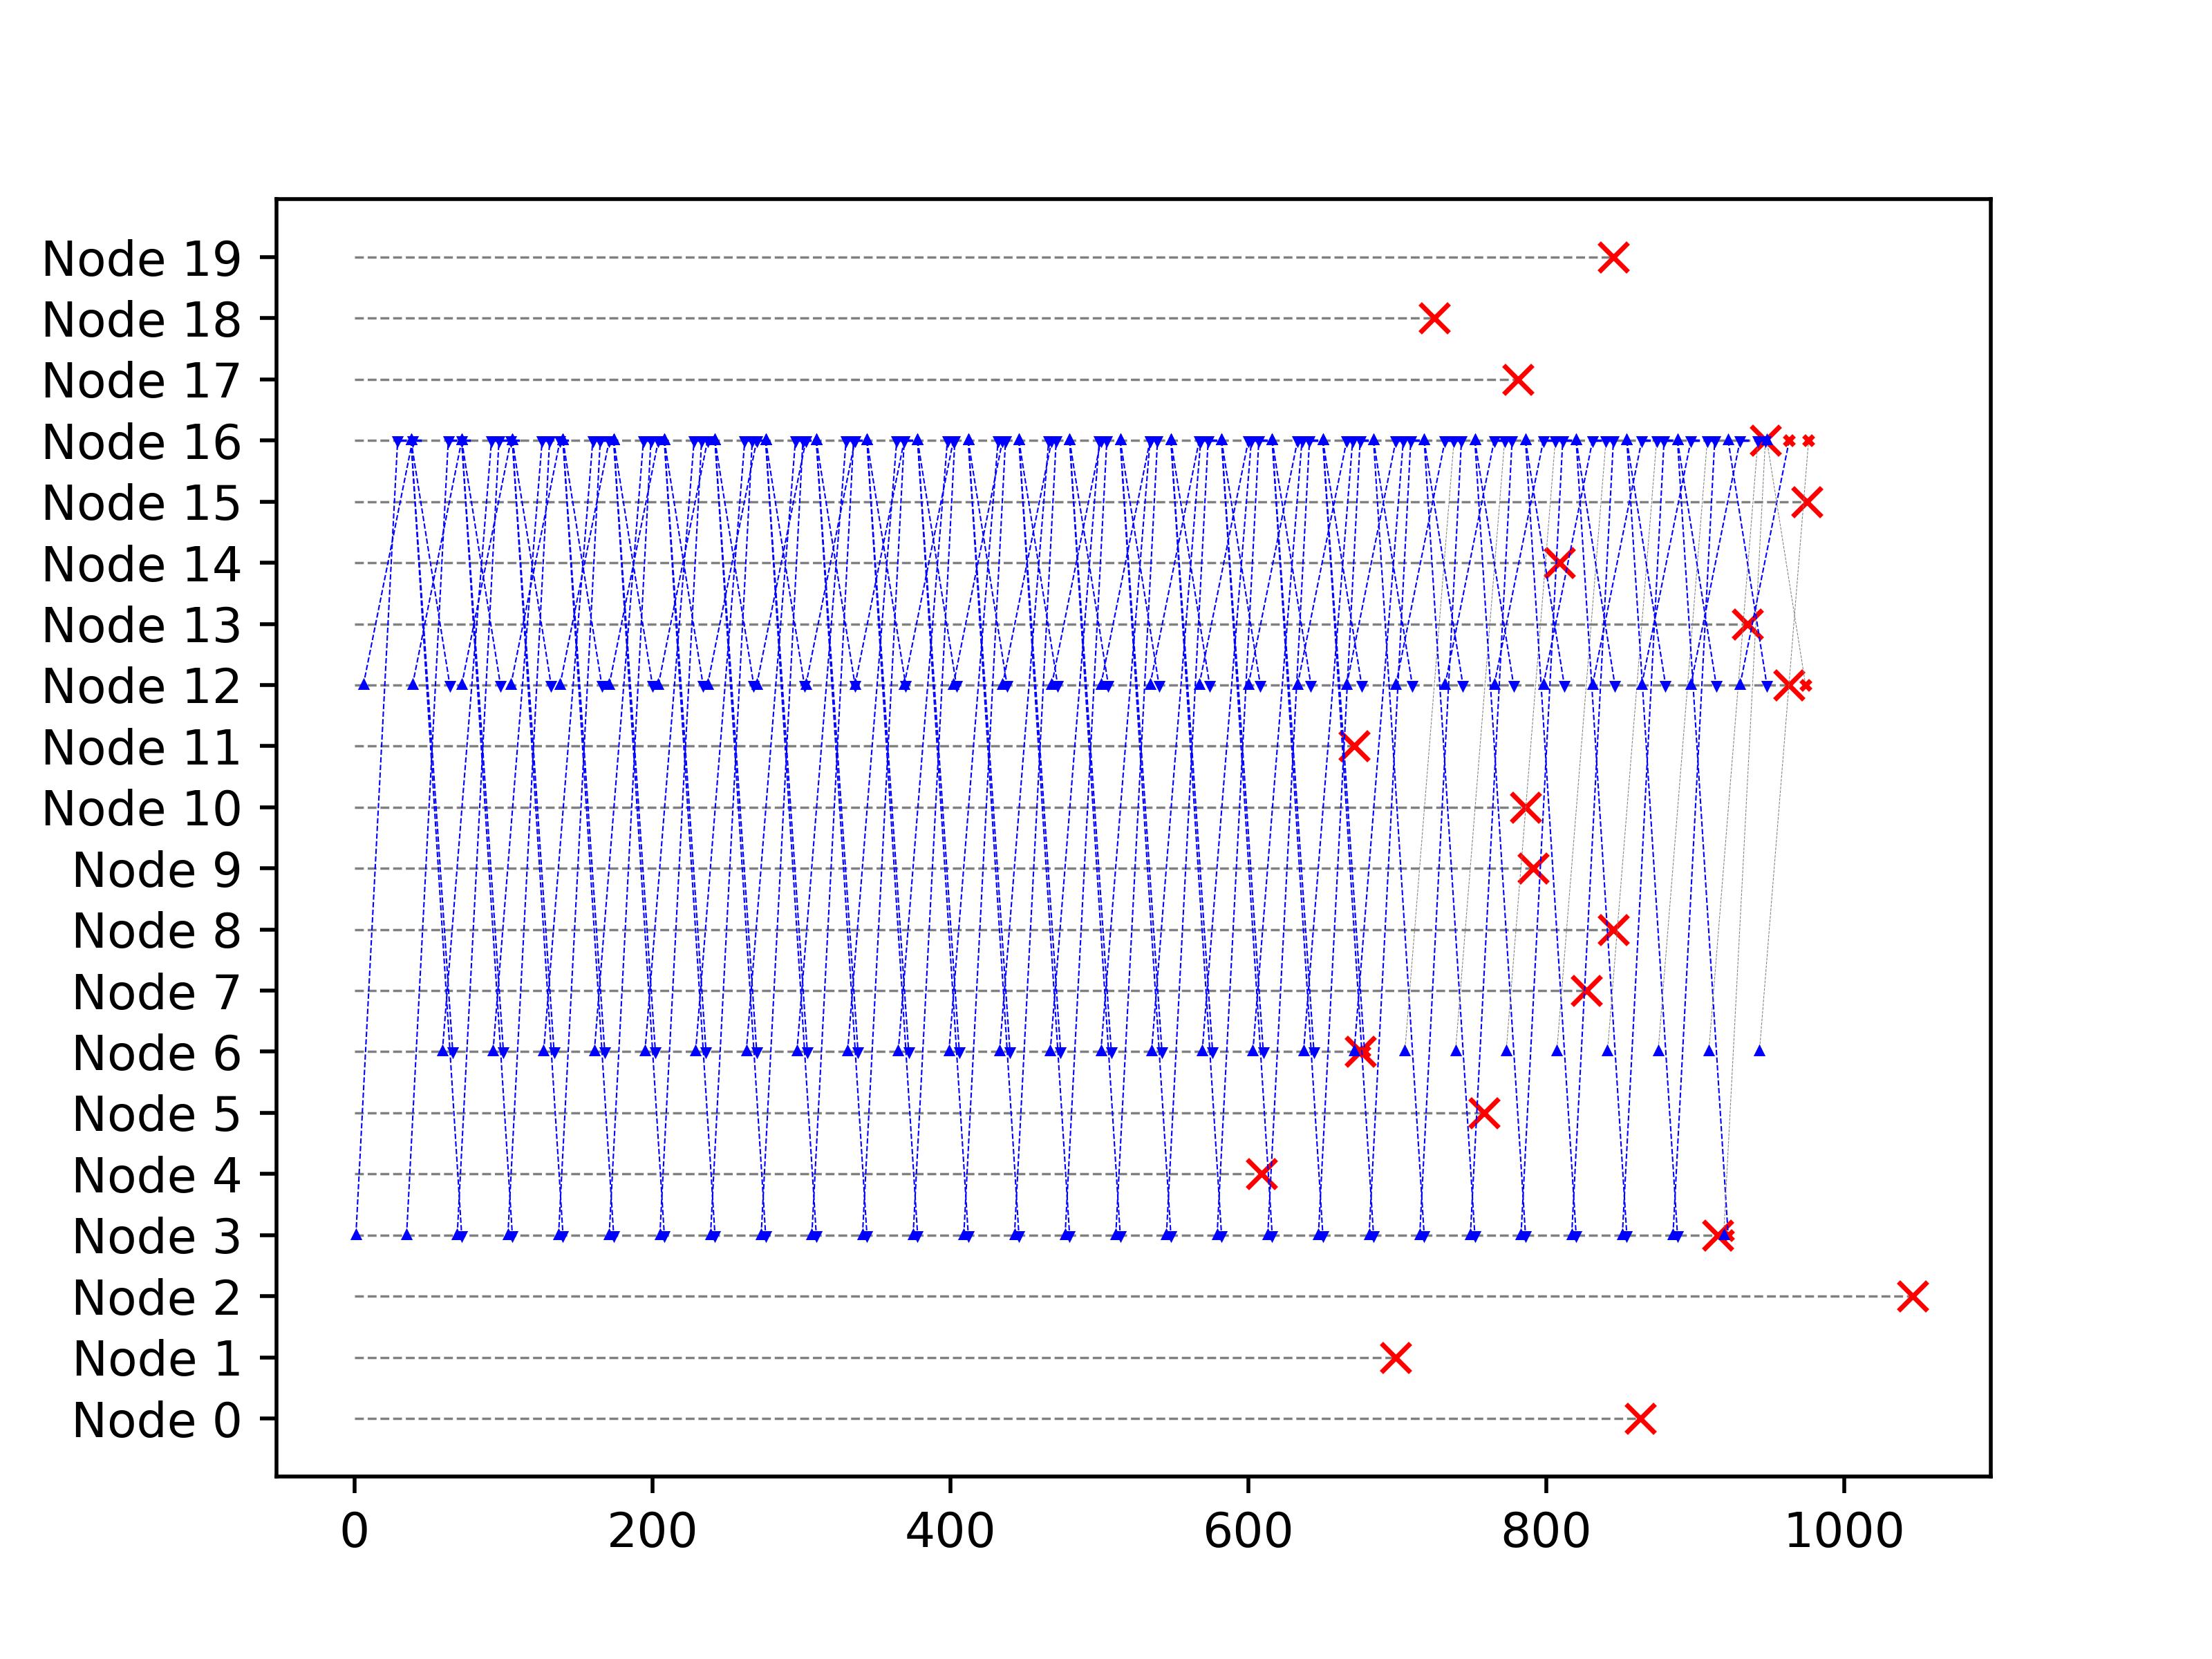 Node 19
Node 18
Node 17
Node 16
Node 15
Node 14
Node 13
Node 12
Node 11
Node 10
Node 9
Node 8
Node 7
Node 6
Node 5
Node 4
Node 3
Node 2
Node 1
Node 0
0 200 400 600 800 1000